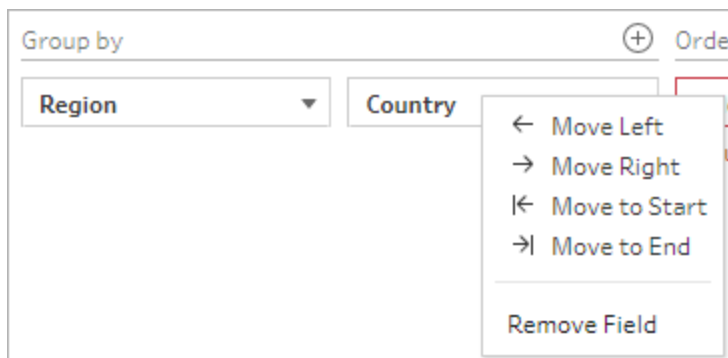 Group by
Orde
Region
Country
Move Left
Move Right
Move to Start
Move to End
Remove Field